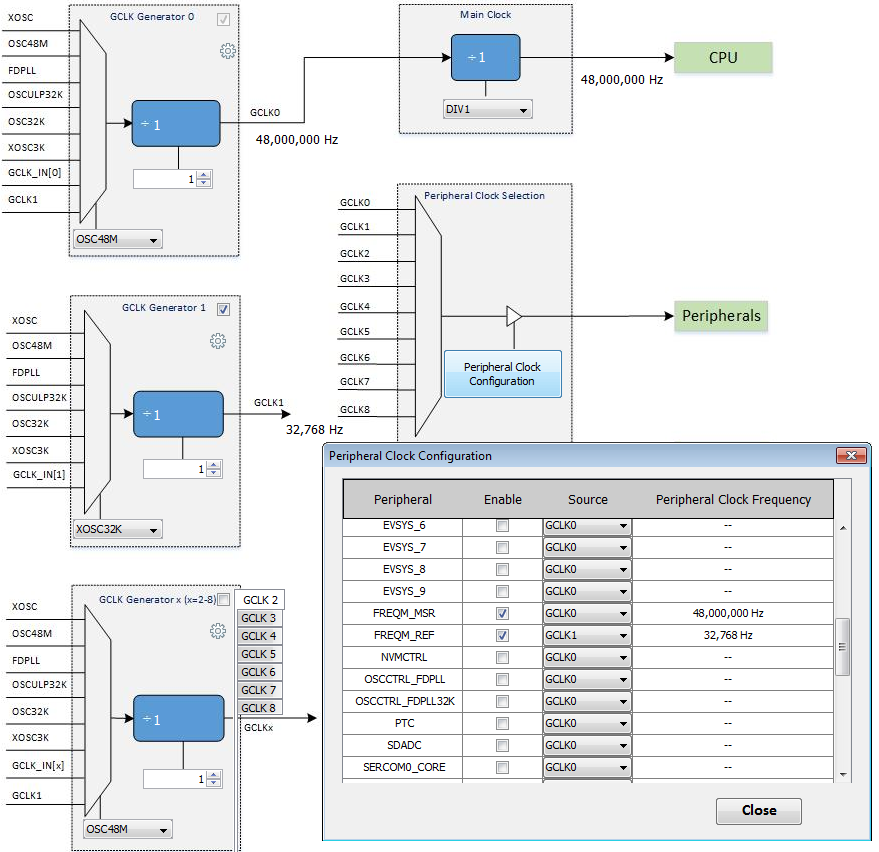 GCLK Generator 0
XOSC
OSC48M
FDPLL
OSCULP32K
OSC32K
XOSC3K
GCLK_IN[0]
GCLK1
÷ 1
1
OSC48M
GCLK0
48,000,000 Hz
Main Clock
÷1
DIV1
48,000,000 Hz
CPU
Peripheral Clock Selection
GCLK0
GCLK1
GCLK2
GCLK3
GCLK4
GCLK5
GCLK6
GCLK7
GCLK8
Peripheral Clock
Configuration
Peripherals
GCLK Generator 1
XOSC
OSC48M
FDPLL
OSCULP32K
OSC32K
XOSC3K
GCLK_IN[1]
÷1
1
XOSC32K
GCLK1
32,768 Hz
GCLK Generator x (x=2-8)
GCLK 2
GCLK 3
GCLK 4
GCLK 5
GCLK 6
GCLK 7
GCLK 8
XOSC
OSC48M
FDPLL
OSCULP32K
OSC32K
XOSC3K
GCLK_IN[x]
GCLK1
÷1
1
OSC48M
GCLKx
Peripheral Clock Configuration
Peripheral Enable Source Peripheral Clock Frequency
EVSYS_6 GCLK0 --
EVSYS_7 GCLK0 --
EVSYS_8 GCLK0 --
EVSYS_9 GCLK0 --
FREQM_MSR GCLK0 48,000,000 Hz
FREQM_REF GCLK1 32,768 Hz
NVMCTRL GCLK0 --
OSCCTRL_FDPLL GCLK0 --
OSCCTRL_FDPLL32K GCLK0 --
PTC GCLK0 --
SDADC GCLK0 --
SERCOM0_CORE GCLK0 --
Close